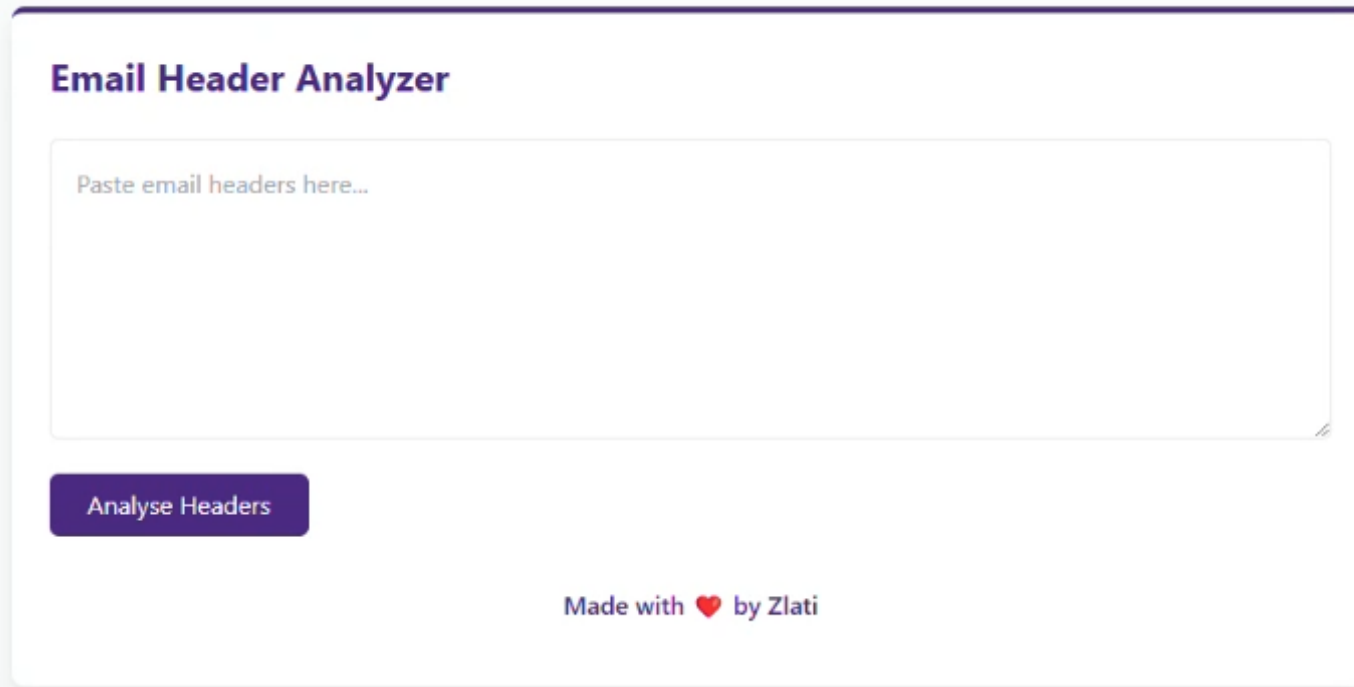 Email Header Analyzer
Paste email headers here...
Analyse Headers
Made with ❤️ by Zlati